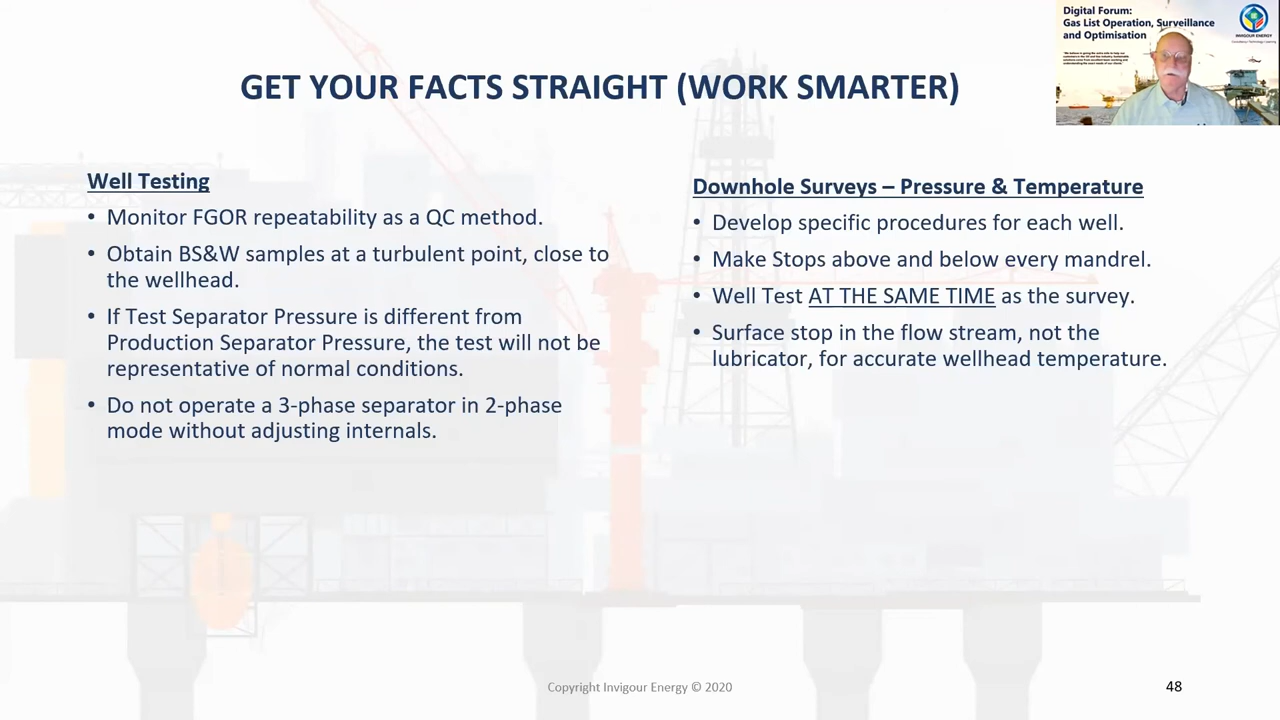 Digital Forum:
Gas List Operation, Surveillance
and Optimisation
INVIGOUR ENERGY
GET YOUR FACTS STRAIGHT (WORK SMARTER)
Well Testing
• Monitor FGOR repeatability as a QC method.
• Obtain BS&W samples at a turbulent point, close to
the wellhead.
• If Test Separator Pressure is different from
Production Separator Pressure, the test will not be
representative of normal conditions.
• Do not operate a 3-phase separator in 2-phase
mode without adjusting internals.
Downhole Surveys – Pressure & Temperature
• Develop specific procedures for each well.
• Make Stops above and below every mandrel.
• Well Test AT THE SAME TIME as the survey.
• Surface stop in the flow stream, not the
lubricator, for accurate wellhead temperature.
Copyright Invigour Energy © 2020
48